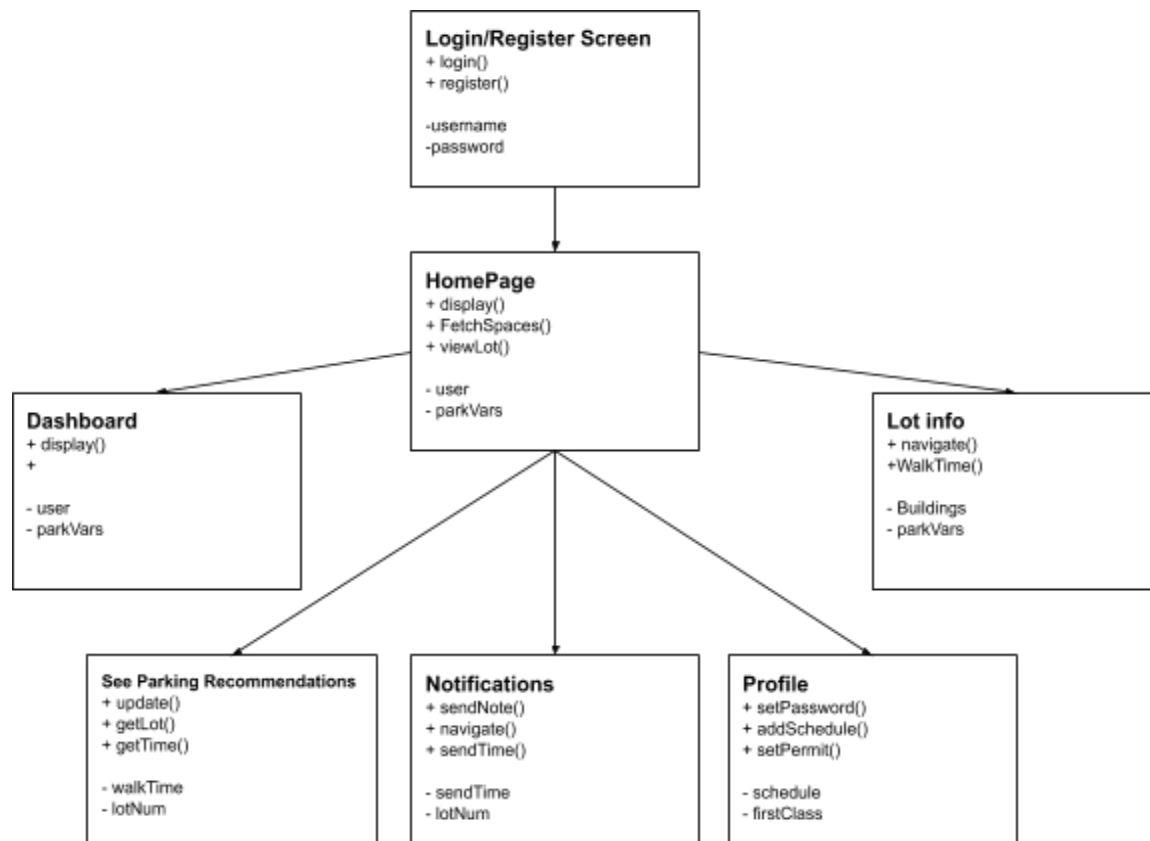 Login/Register Screen
+ login()
+ register()
-username
-password
HomePage
+ display()
+ FetchSpaces()
+ viewLot()
- user
- parkVars
Dashboard
+ display()
+
- user
- parkVars
Lot info
+ navigate()
+WalkTime()
- Buildings
- parkVars
See Parking Recommendations
+ update()
+ getLot()
+ getTime()
- walkTime
- lotNum
Notifications
+ sendNote()
+ navigate()
+ sendTime()
- sendTime
- lotNum
Profile
+ setPassword()
+ addSchedule()
+ setPermit()
- schedule
- firstClass